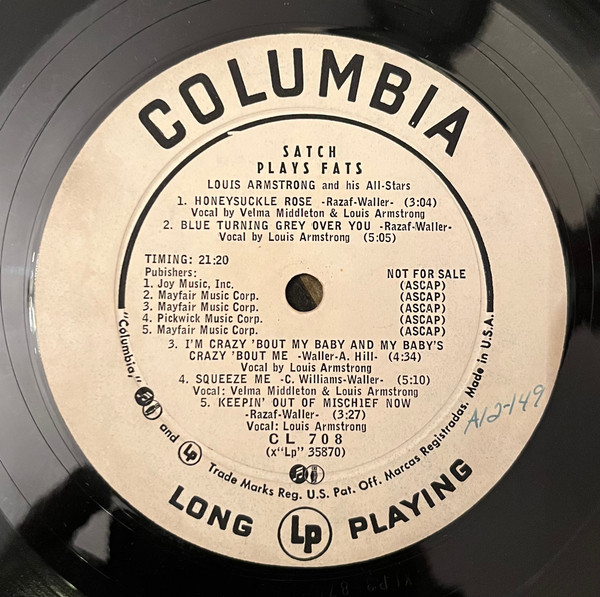 COLUMBIA
SATCH
PLAYS FATS
LOUIS ARMSTRONG and his All-Stars
1. HONEYSUCKLE ROSE -Razaf-Waller- (3:04)
Vocal by Velma Middleton & Louis Armstrong
2. BLUE TURNING GREY OVER YOU -Razaf-Waller-
Vocal by Louis Armstrong (5:05)
TIMING: 21:20
Pubishers: NOT FOR SALE
1. Joy Music, Inc. (ASCAP)
2. Mayfair Music Corp. (ASCAP)
3. Mayfair Music Corp. (ASCAP)
4. Pickwick Music Corp. (ASCAP)
5. Mayfair Music Corp. (ASCAP)
3. I'M CRAZY 'BOUT MY BABY AND MY BABY'S
CRAZY 'BOUT ME -Waller-A. Hill- (4:34)
Vocal by Louis Armstrong
4. SQUEEZE ME -C. Williams-Waller- (5:10)
Vocal: Velma Middleton & Louis Armstrong
5. KEEPIN' OUT OF MISCHIEF NOW
-Razaf-Waller- (3:27)
Vocal: Louis Armstrong
CL 708
(x"Lp" 35870)
A12-149
"Columbia," and Lp Trade Marks Reg. U.S. Pat. Off. Marcas Registradas. Made in U.S.A.
LONG Lp PLAYING